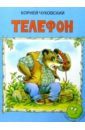 КОРНЕЙ ЧУКОВСКИЙ
ТЕЛЕФОН